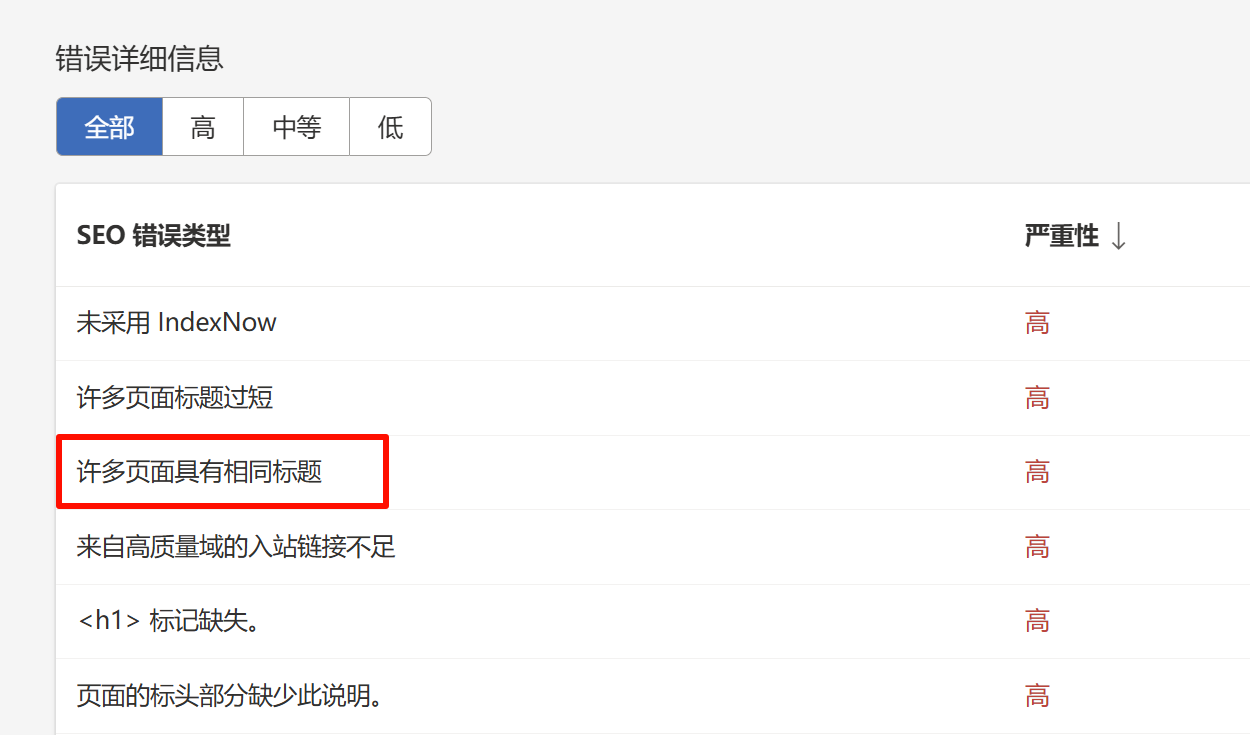 错误详细信息
全部 高 中等 低
SEO 错误类型 严重性 ↓
未采用 IndexNow 高
许多页面标题过短 高
许多页面具有相同标题 高
来自高质量域的入站链接不足 高
<h1> 标记缺失。 高
页面的标头部分缺少此说明。 高